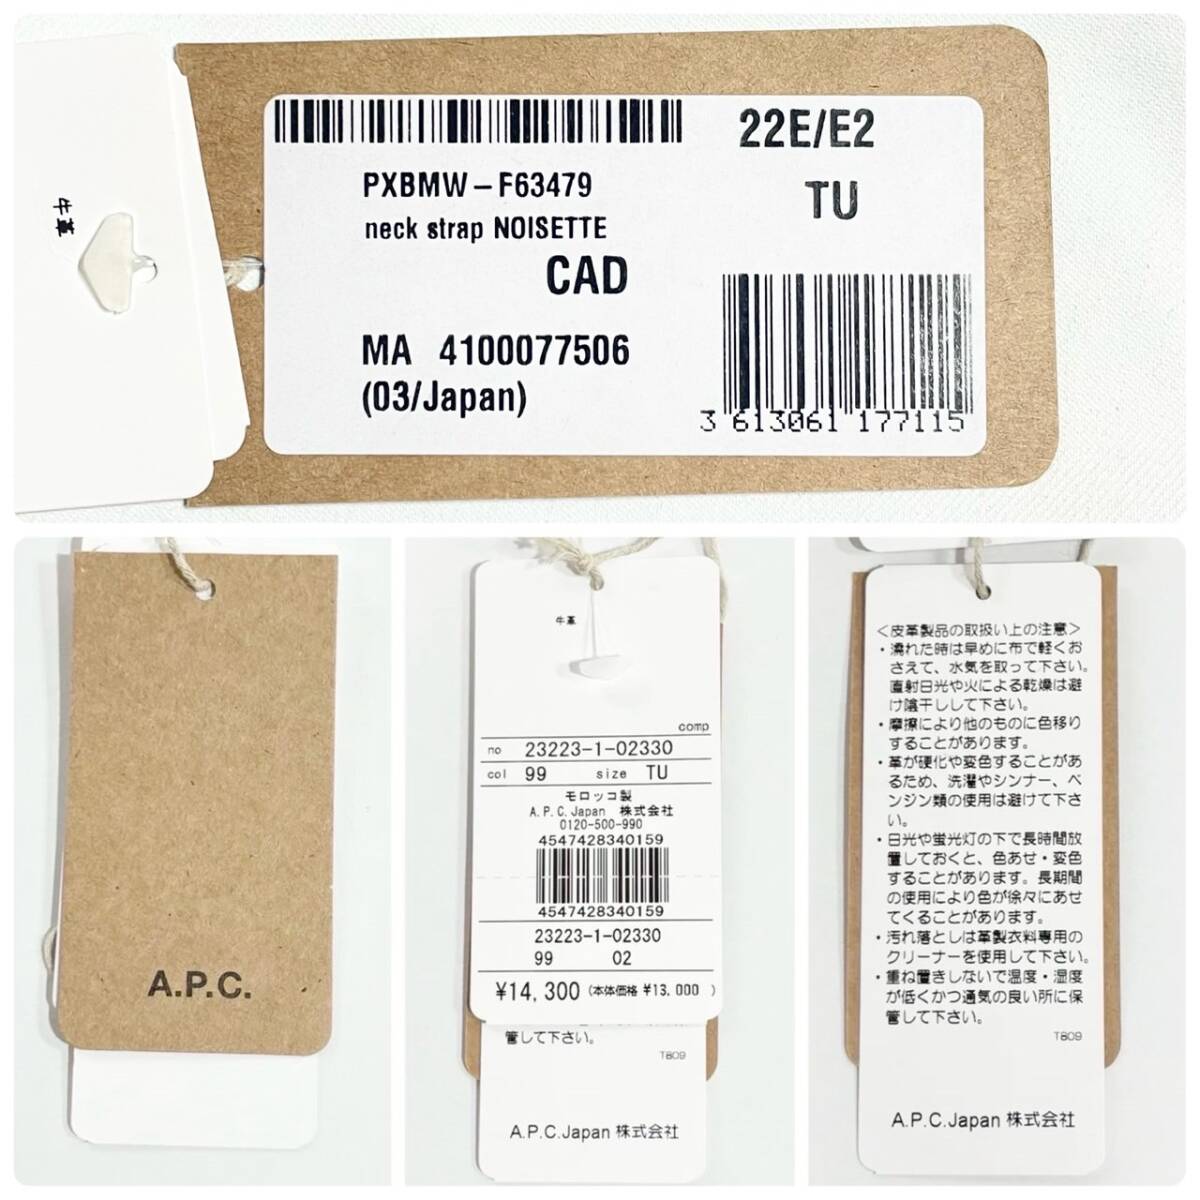 牛革
22E/E2
PXBMW-F63479
TU
neck strap NOISETTE
CAD
MA 4100077506
(03/Japan)
3 613061 177115
A.P.C.
牛革
comp
no 23223-1-02330
col 99 size TU
モロッコ製
A.P.C.Japan 株式会社
0120-500-990
4547428340159
4547428340159
23223-1-02330
99 02
¥14,300 (本体価格 ¥13,000 )
管して下さい。
T809
A.P.C.Japan 株式会社
<皮革製品の取扱い上の注意>
・濡れた時は早めに布で軽くお
さえて、水気を取って下さい。
直射日光や火による乾燥は避
け陰干しして下さい。
・摩擦により他のものに色移り
することがあります。
・革が硬化や変色することがあ
るため、洗濯やシンナー、ベ
ンジン類の使用は避けて下さ
い。
・日光や蛍光灯の下で長時間放
置しておくと、色あせ・変色
することがあります。長期間
の使用により色が徐々にあせ
てくることがあります。
・汚れ落としは革製衣料専用の
クリーナーを使用して下さい。
・重ね置きしないで温度・湿度
が低くかつ通気の良い所に保
管して下さい。
T809
A.P.C.Japan 株式会社